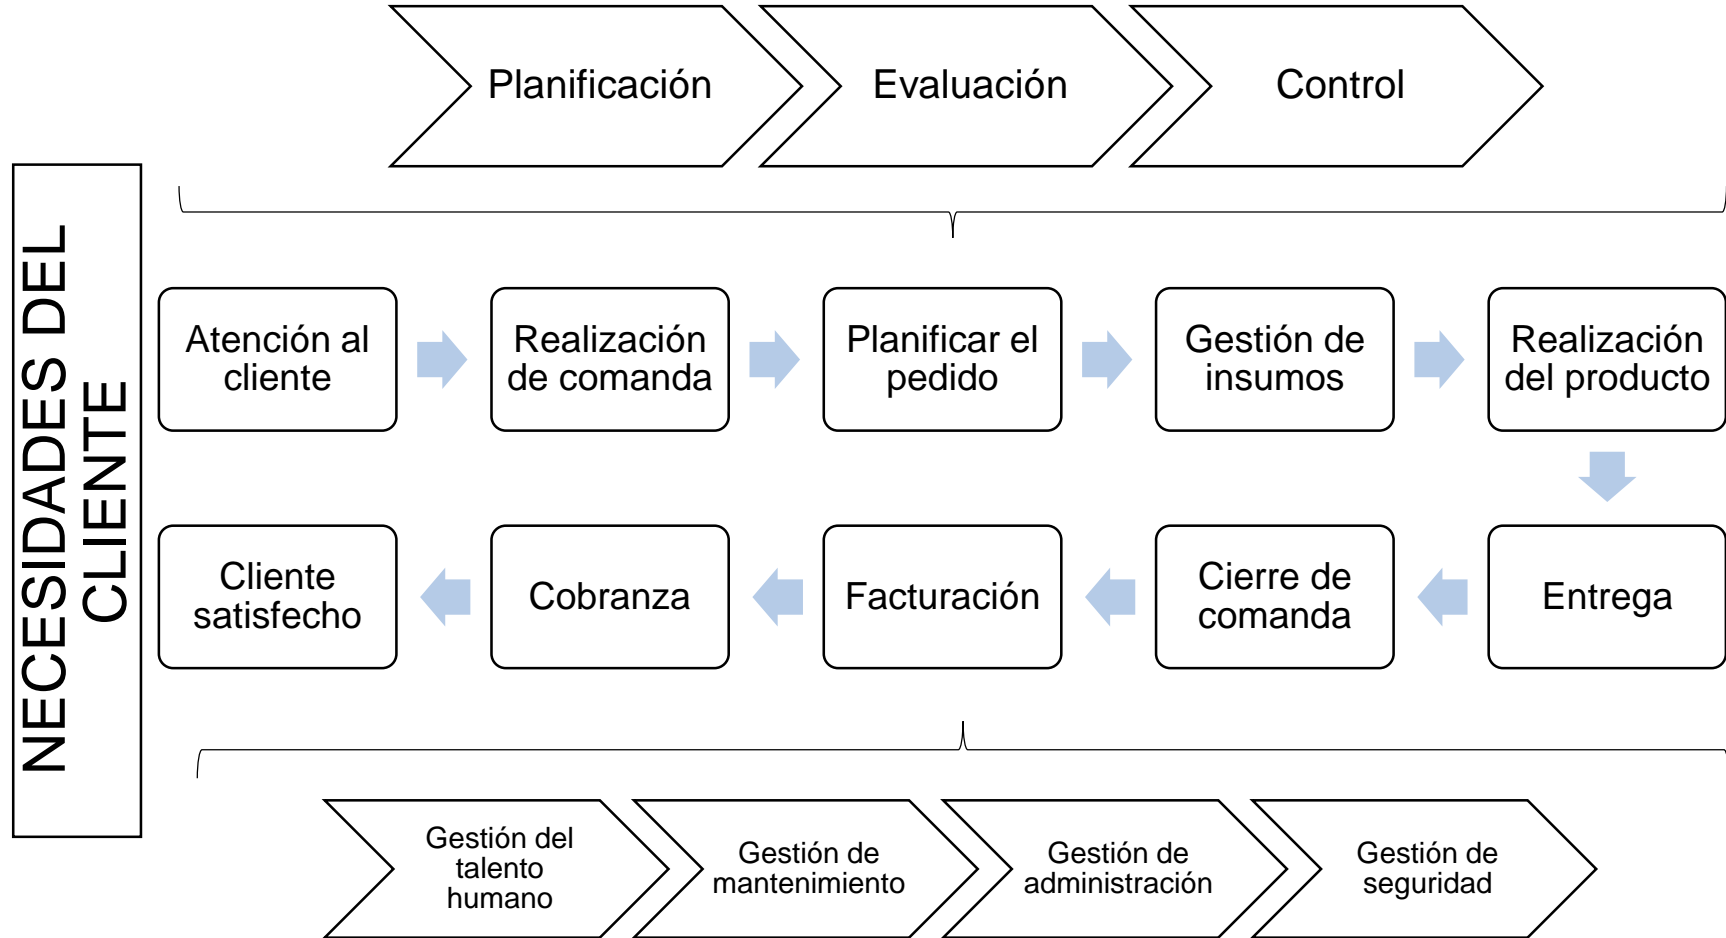 Planificación
Evaluación
Control
NECESIDADES DEL
CLIENTE
Atención al
cliente
Realización
de comanda
Planificar el
pedido
Gestión de
insumos
Realización
del producto
Entrega
Cierre de
comanda
Facturación
Cobranza
Cliente
satisfecho
Gestión del
talento
humano
Gestión de
mantenimiento
Gestión de
administración
Gestión de
seguridad